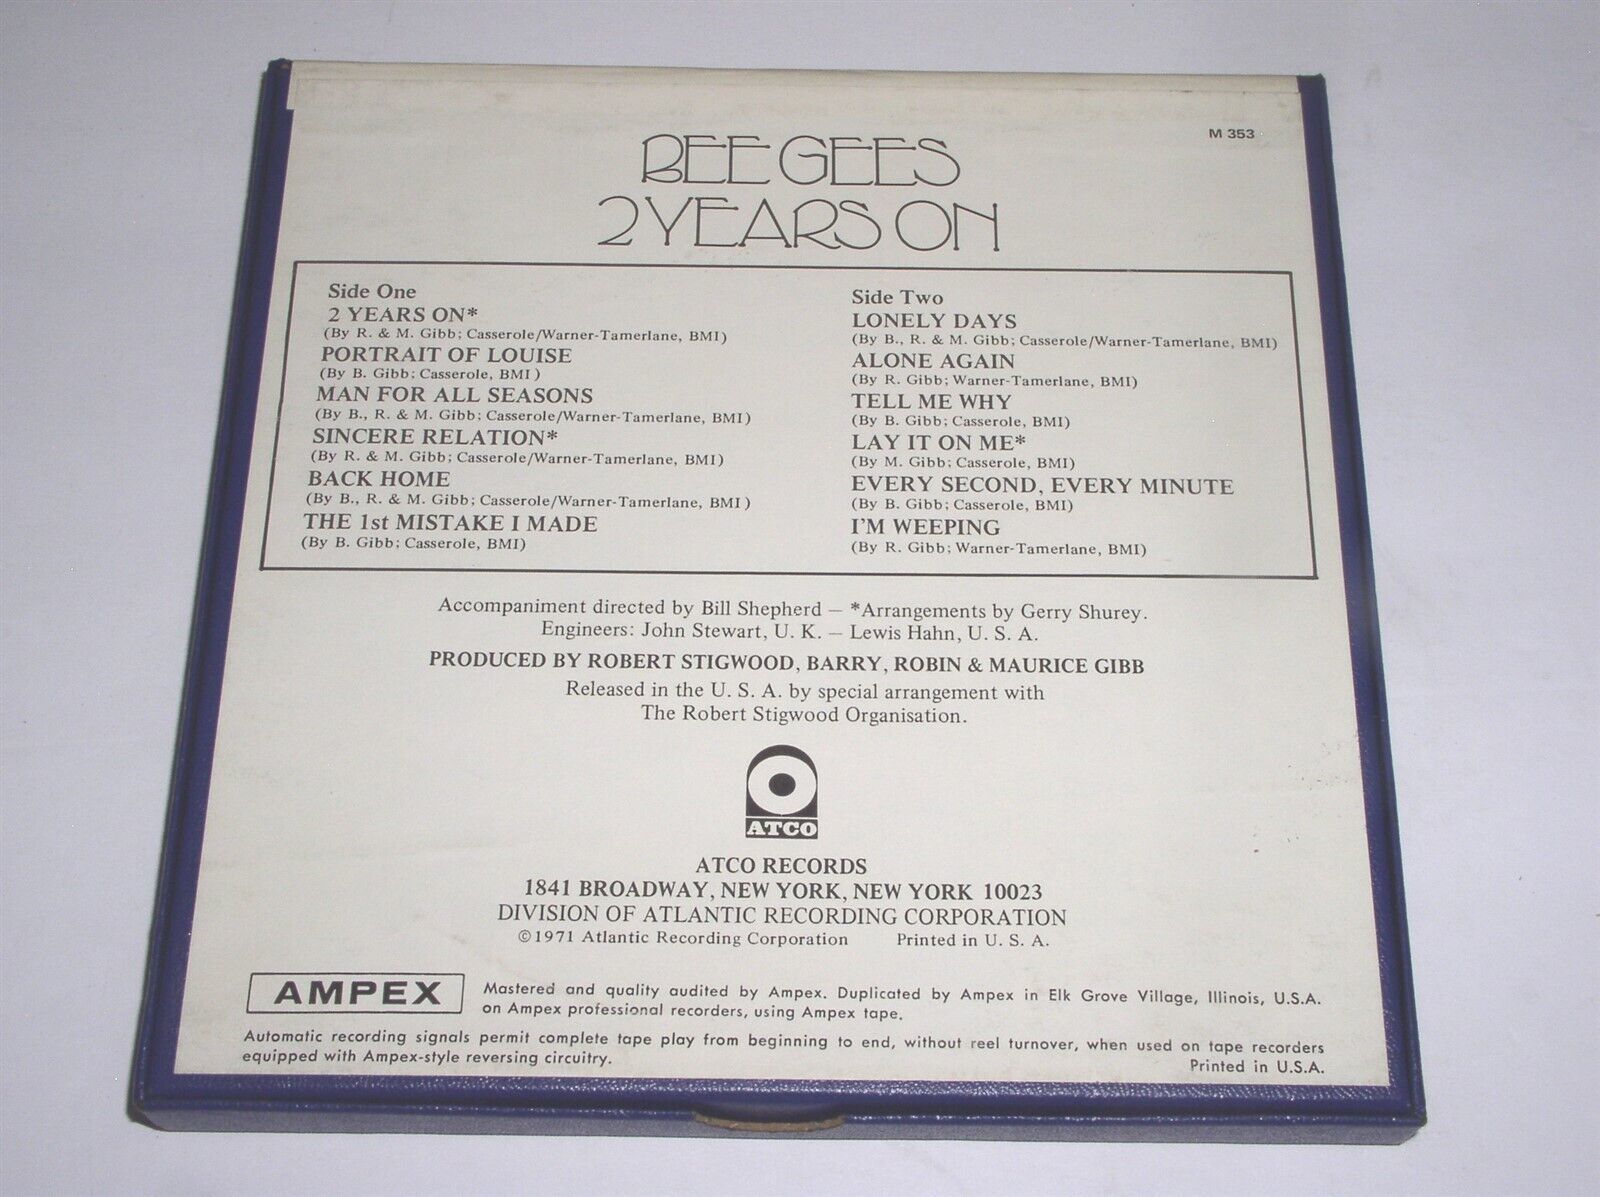 M 353
BEE GEES
2 YEARS ON
Side One
2 YEARS ON*
(By R. & M. Gibb; Casserole/Warner-Tamerlane, BMI)
PORTRAIT OF LOUISE
(By B. Gibb; Casserole, BMI )
MAN FOR ALL SEASONS
(By B., R. & M. Gibb; Casserole/Warner-Tamerlane, BMI)
SINCERE RELATION*
(By R. & M. Gibb; Casserole/Warner-Tamerlane, BMI)
BACK HOME
(By B., R. & M. Gibb; Casserole/Warner-Tamerlane, BMI )
THE 1st MISTAKE I MADE
(By B. Gibb; Casserole, BMI)
Side Two
LONELY DAYS
(By B., R. & M. Gibb; Casserole/Warner-Tamerlane, BMI)
ALONE AGAIN
(By R. Gibb; Warner-Tamerlane, BMI)
TELL ME WHY
(By B. Gibb; Casserole, BMI)
LAY IT ON ME*
(By M. Gibb; Casserole, BMI)
EVERY SECOND, EVERY MINUTE
(By B. Gibb; Casserole, BMI)
I'M WEEPING
(By R. Gibb; Warner-Tamerlane, BMI)
Accompaniment directed by Bill Shepherd — *Arrangements by Gerry Shurey.
Engineers: John Stewart, U. K. — Lewis Hahn, U. S. A.
PRODUCED BY ROBERT STIGWOOD, BARRY, ROBIN & MAURICE GIBB
Released in the U. S. A. by special arrangement with
The Robert Stigwood Organisation.
ATCO
ATCO RECORDS
1841 BROADWAY, NEW YORK, NEW YORK 10023
DIVISION OF ATLANTIC RECORDING CORPORATION
©1971 Atlantic Recording Corporation Printed in U. S. A.
AMPEX
Mastered and quality audited by Ampex. Duplicated by Ampex in Elk Grove Village, Illinois, U.S.A.
on Ampex professional recorders, using Ampex tape.
Automatic recording signals permit complete tape play from beginning to end, without reel turnover, when used on tape recorders
equipped with Ampex-style reversing circuitry.
Printed in U.S.A.